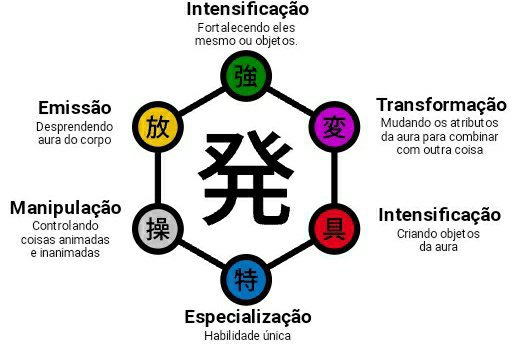 Intensificação
Fortalecendo eles
mesmo ou objetos.
強
Emissão
Desprendendo
aura do corpo
放
発
変
Transformação
Mudando os atributos
da aura para combinar
com outra coisa
Manipulação
Controlando
coisas animadas
e inanimadas
操
具
Intensificação
Criando objetos
da aura
特
Especialização
Habilidade única